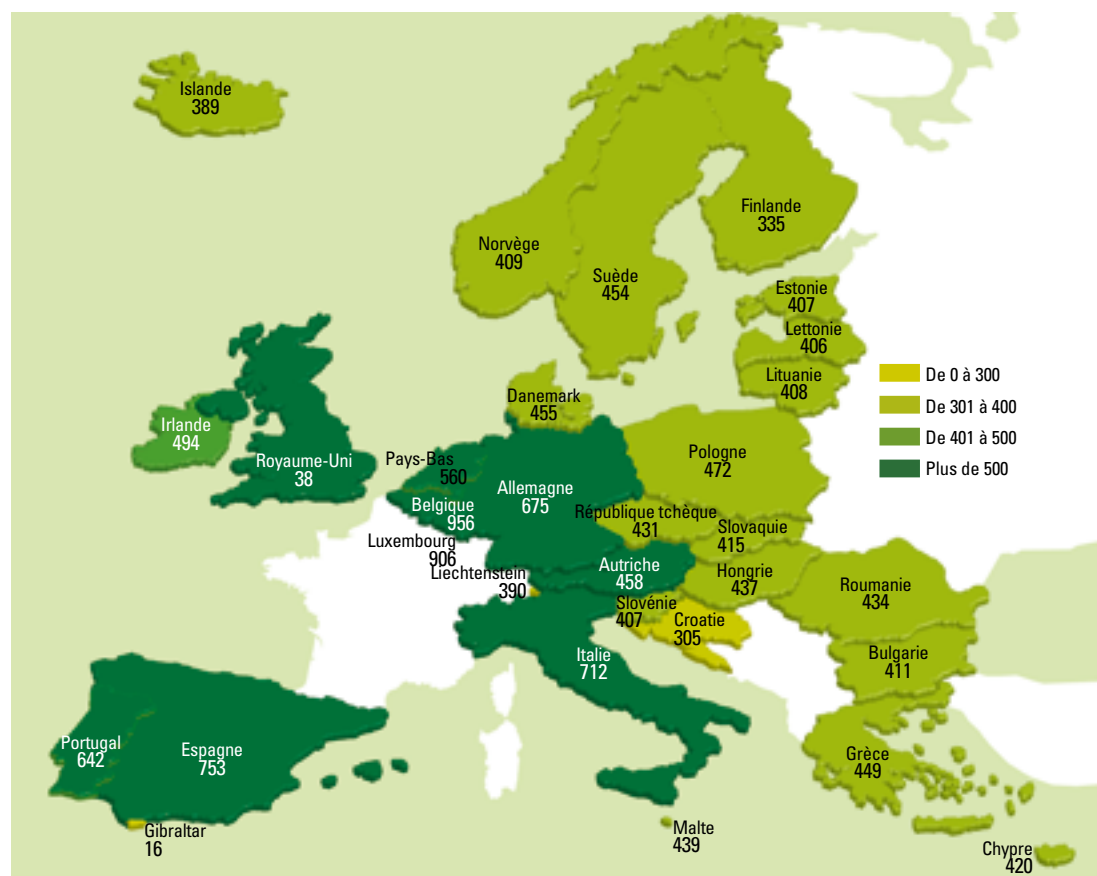 Islande
389
Finlande
335
Norvège
409
Suède
454
Estonie
407
Lettonie
406
Lituanie
408
De 0 à 300
De 301 à 400
De 401 à 500
Plus de 500
Danemark
455
Irlande
494
Royaume-Uni
38
Pays-Bas
560
Allemagne
675
Pologne
472
Belgique
956
République tchèque
431
Slovaquie
415
Luxembourg
906
Liechtenstein
390
Autriche
458
Hongrie
437
Roumanie
434
Slovénie
407
Croatie
305
Italie
712
Bulgarie
411
Portugal
642
Espagne
753
Grèce
449
Gibraltar
16
Malte
439
Chypre
420